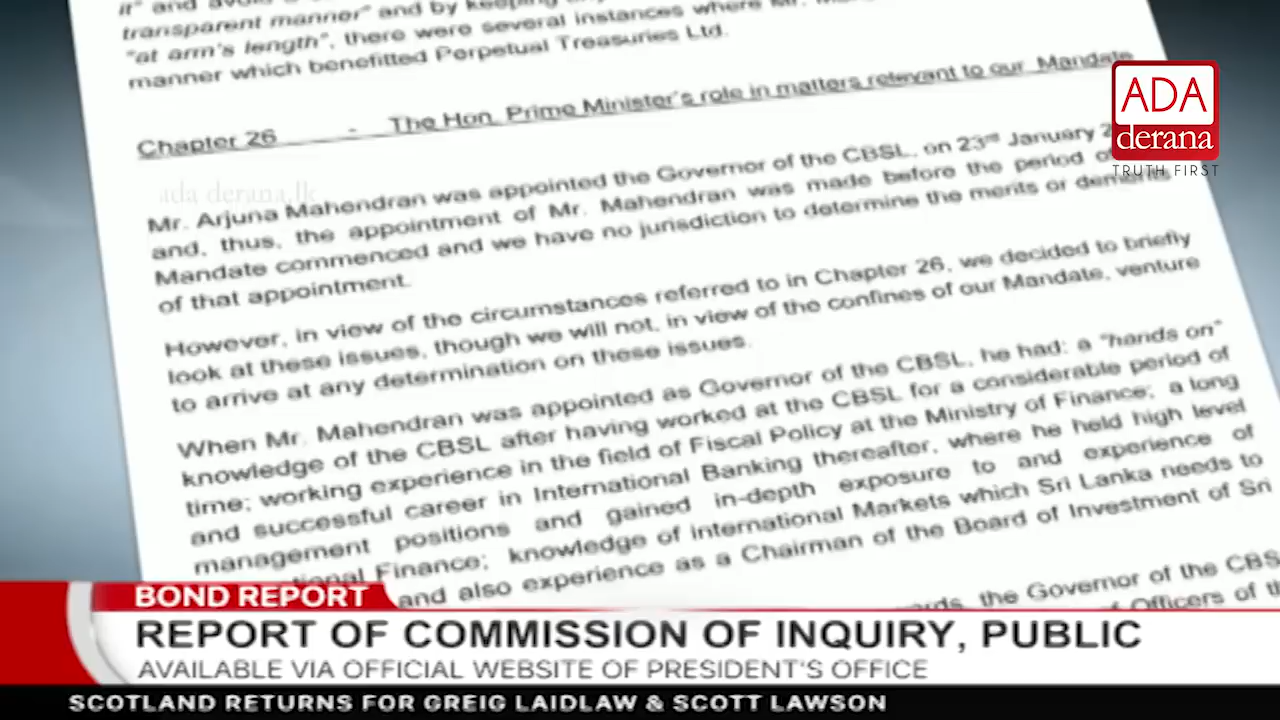 it" and avoid
transparent manner" and by keeping
"at arm's length", there were several instances where Mr.
manner which benefitted Perpetual Treasuries Ltd.
Chapter 26 - The Hon. Prime Minister's role in matters relevant to our Mandate
ADA
derana
TRUTH FIRST
ada derana.lk
Mr. Arjuna Mahendran was appointed the Governor of the CBSL, on 23rd January
and, thus, the appointment of Mr. Mahendran was made before the period of
Mandate commenced and we have no jurisdiction to determine the merits or demerits
of that appointment.
However, in view of the circumstances referred to in Chapter 26, we decided to briefly
look at these issues, though we will not, in view of the confines of our Mandate, venture
to arrive at any determination on these issues.
When Mr. Mahendran was appointed as Governor of the CBSL, he had: a "hands on"
knowledge of the CBSL after having worked at the CBSL for a considerable period of
time; working experience in the field of Fiscal Policy at the Ministry of Finance; a long
and successful career in International Banking thereafter, where he held high level
management positions and gained in-depth exposure to and experience of
Finance; knowledge of international Markets which Sri Lanka needs to
and also experience as a Chairman of the Board of Investment of Sri
the Governor of the CBS
Officers of
BOND REPORT
REPORT OF COMMISSION OF INQUIRY, PUBLIC
AVAILABLE VIA OFFICIAL WEBSITE OF PRESIDENT'S OFFICE
SCOTLAND RETURNS FOR GREIG LAIDLAW & SCOTT LAWSON